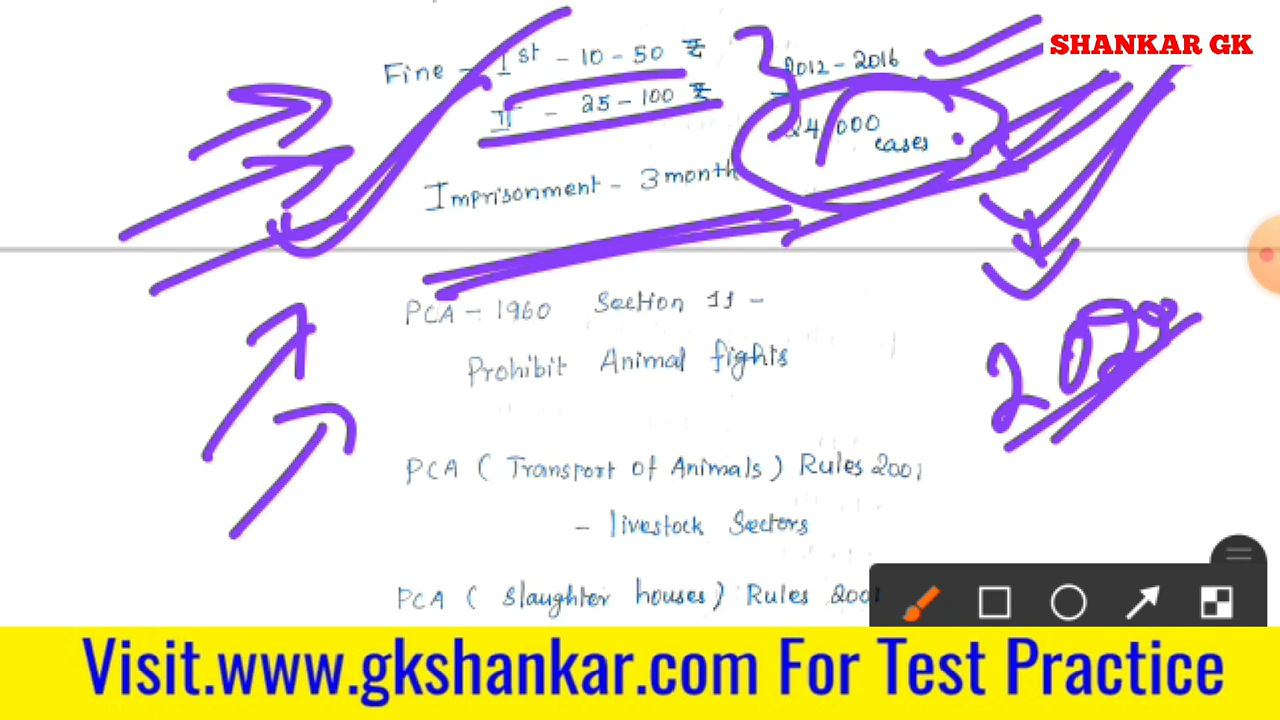 SHANKAR GK
Fine - Ist - 10 - 50 ₹
II - 25 - 100 ₹
2012 - 2016
24,000
cases
Imprisonment - 3 month
PCA - 1960 Section 11 -
Prohibit Animal fights
PCA ( Transport of Animals ) Rules 2001
- livestock Sectors
PCA ( slaughter houses ) Rules 2001
Visit.www.gkshankar.com For Test Practice